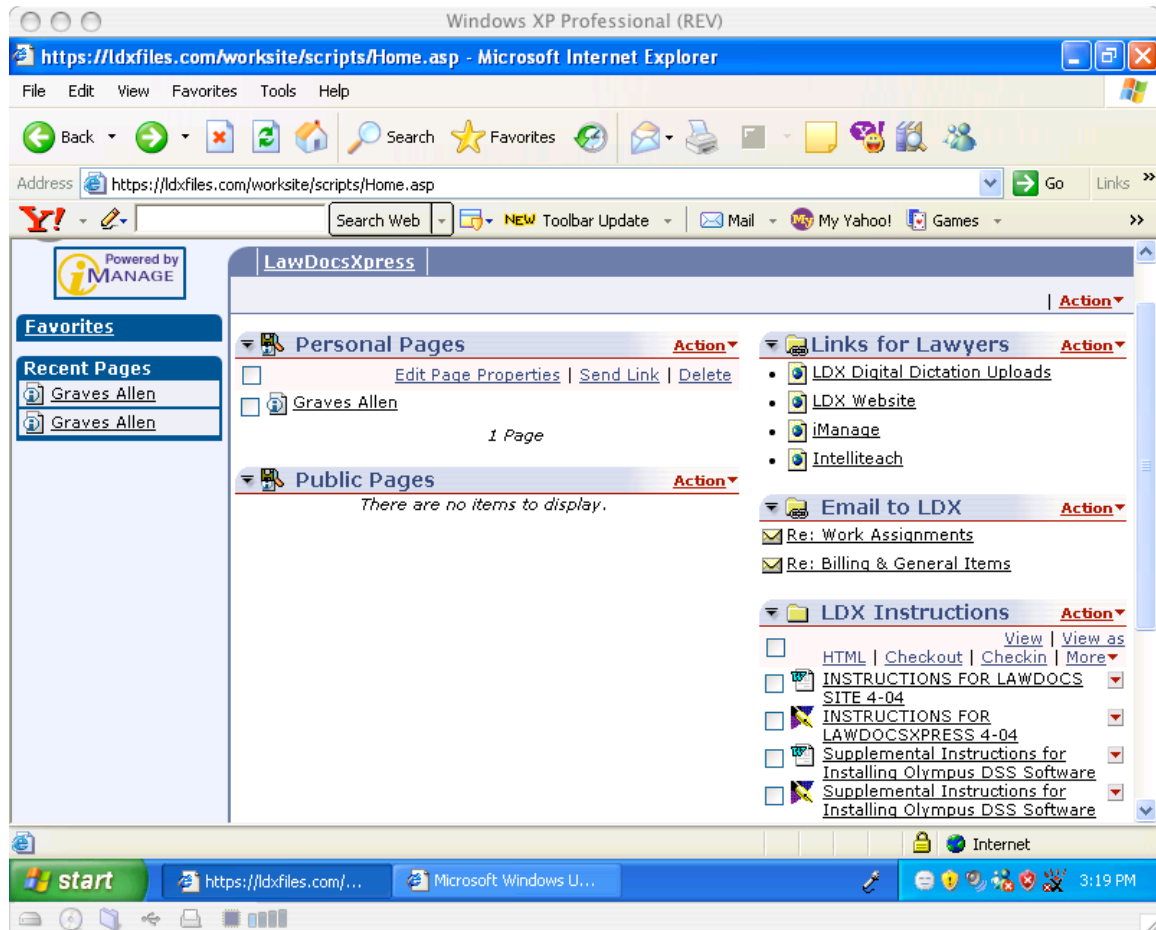 Windows XP Professional (REV)
https://ldxfiles.com/worksite/scripts/Home.asp - Microsoft Internet Explorer
File Edit View Favorites Tools Help
Back Search Favorites
Address https://ldxfiles.com/worksite/scripts/Home.asp Go Links »
Y! Search Web NEW Toolbar Update Mail My My Yahoo! Games »
Powered by
iMANAGE
LawDocsXpress
| Action
Favorites
Recent Pages
Graves Allen
Graves Allen
Personal Pages Action
Edit Page Properties | Send Link | Delete
Graves Allen
1 Page
Public Pages Action
There are no items to display.
Links for Lawyers Action
• LDX Digital Dictation Uploads
• LDX Website
• iManage
• Intelliteach
Email to LDX Action
Re: Work Assignments
Re: Billing & General Items
LDX Instructions Action
View | View as
HTML | Checkout | Checkin | More
INSTRUCTIONS FOR LAWDOCS
SITE 4-04
INSTRUCTIONS FOR
LAWDOCSXPRESS 4-04
Supplemental Instructions for
Installing Olympus DSS Software
Supplemental Instructions for
Installing Olympus DSS Software
Internet
start https://ldxfiles.com/... Microsoft Windows U... 3:19 PM